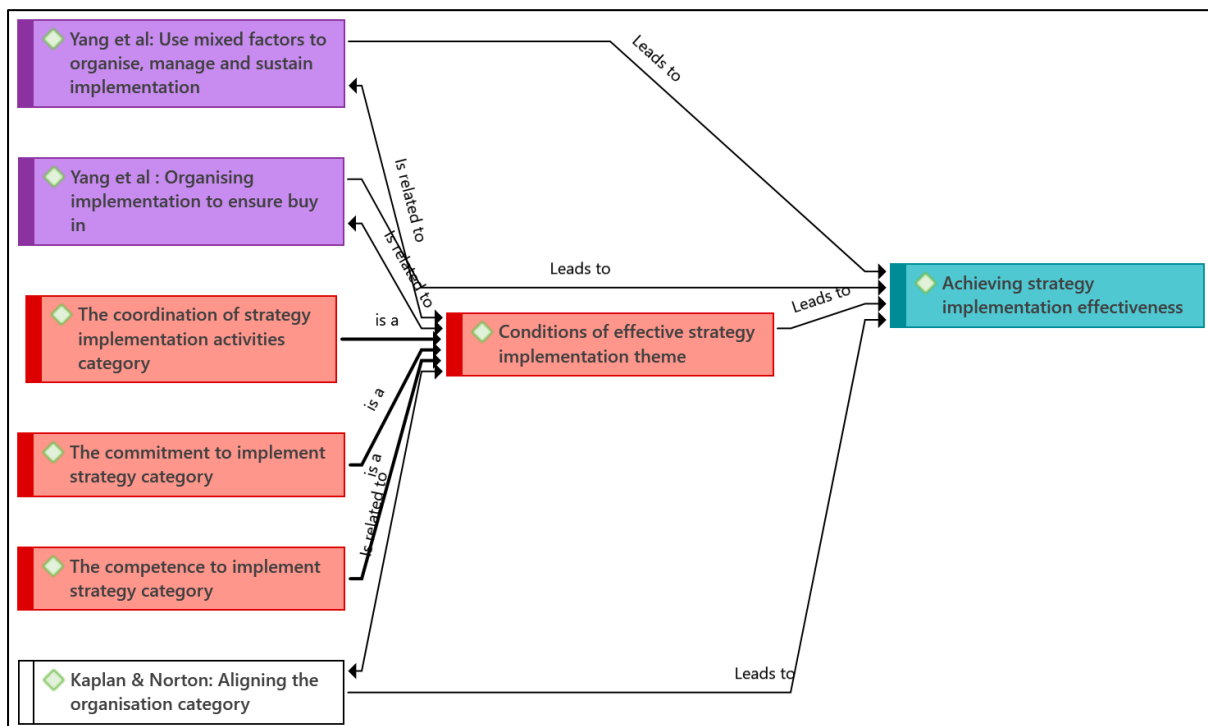 Yang et al: Use mixed factors to
organise, manage and sustain
implementation
Leads to
Is related to
Yang et al : Organising
implementation to ensure buy
in
Is related to
Leads to
Achieving strategy
implementation effectiveness
The coordination of strategy
implementation activities
category
is a
Leads to
Conditions of effective strategy
implementation theme
is a
The commitment to implement
strategy category
is a
Is related to
The competence to implement
strategy category
Kaplan & Norton: Aligning the
organisation category
Leads to